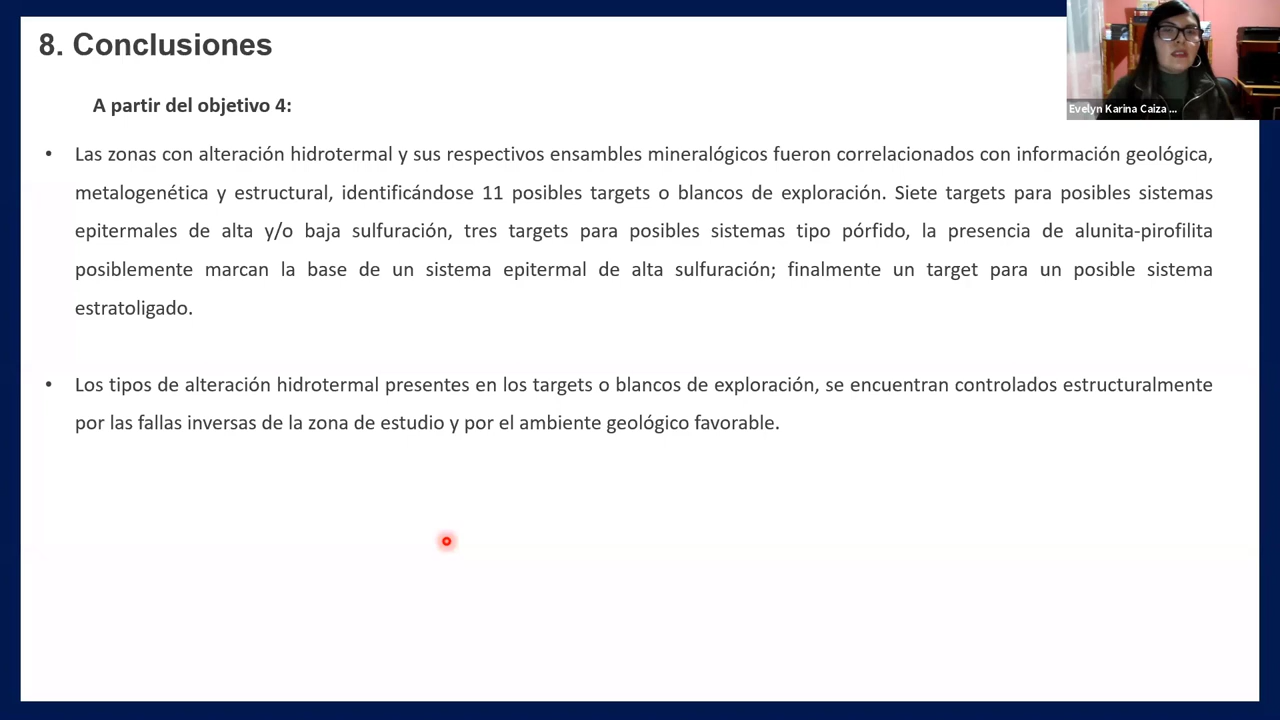 8. Conclusiones
Evelyn Karina Caiza ...
A partir del objetivo 4:
• Las zonas con alteración hidrotermal y sus respectivos ensambles mineralógicos fueron correlacionados con información geológica,
metalogenética y estructural, identificándose 11 posibles targets o blancos de exploración. Siete targets para posibles sistemas
epitermales de alta y/o baja sulfuración, tres targets para posibles sistemas tipo pórfido, la presencia de alunita-pirofilita
posiblemente marcan la base de un sistema epitermal de alta sulfuración; finalmente un target para un posible sistema
estratoligado.
• Los tipos de alteración hidrotermal presentes en los targets o blancos de exploración, se encuentran controlados estructuralmente
por las fallas inversas de la zona de estudio y por el ambiente geológico favorable.